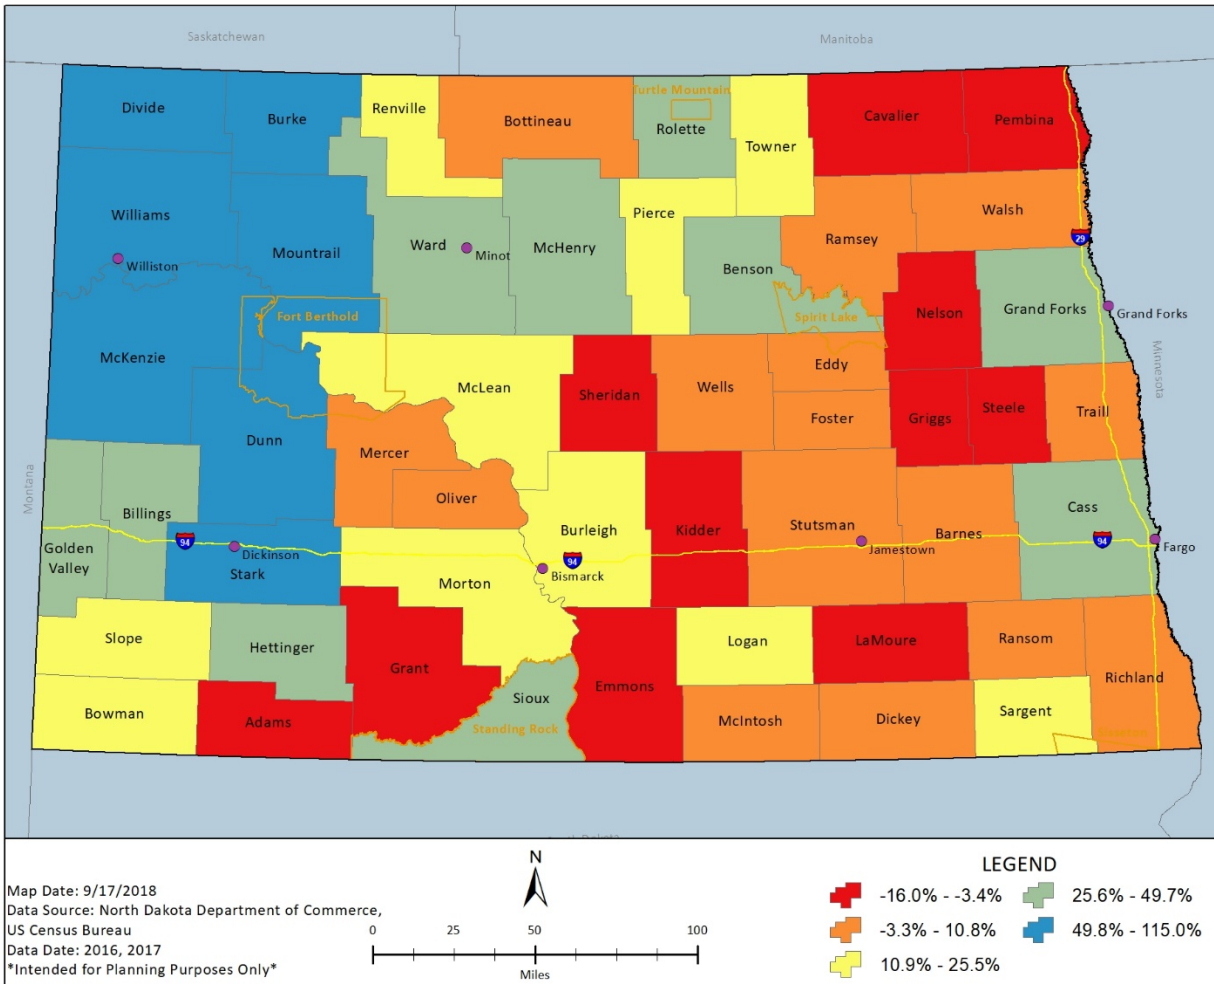 Saskatchewan
Manitoba
Divide
Burke
Renville
Bottineau
Turtle Mountain
Rolette
Towner
Cavalier
Pembina
Williams
Williston
Mountrail
Ward
Minot
McHenry
Pierce
Benson
Ramsey
Walsh
29
Fort Berthold
Spirit Lake
Nelson
Grand Forks
Grand Forks
Minnesota
McKenzie
McLean
Sheridan
Wells
Eddy
Foster
Griggs
Steele
Traill
Dunn
Mercer
Oliver
Montana
Billings
Golden
Valley
94
Dickinson
Stark
Burleigh
94
Bismarck
Morton
Kidder
Stutsman
Jamestown
Barnes
Cass
94
Fargo
Slope
Hettinger
Grant
Sioux
Standing Rock
Emmons
Logan
LaMoure
Ransom
Richland
Bowman
Adams
McIntosh
Dickey
Sargent
N
LEGEND
-16.0% - -3.4%
25.6% - 49.7%
-3.3% - 10.8%
49.8% - 115.0%
10.9% - 25.5%
Map Date: 9/17/2018
Data Source: North Dakota Department of Commerce,
US Census Bureau
Data Date: 2016, 2017
*Intended for Planning Purposes Only*
0 25 50 100
Miles